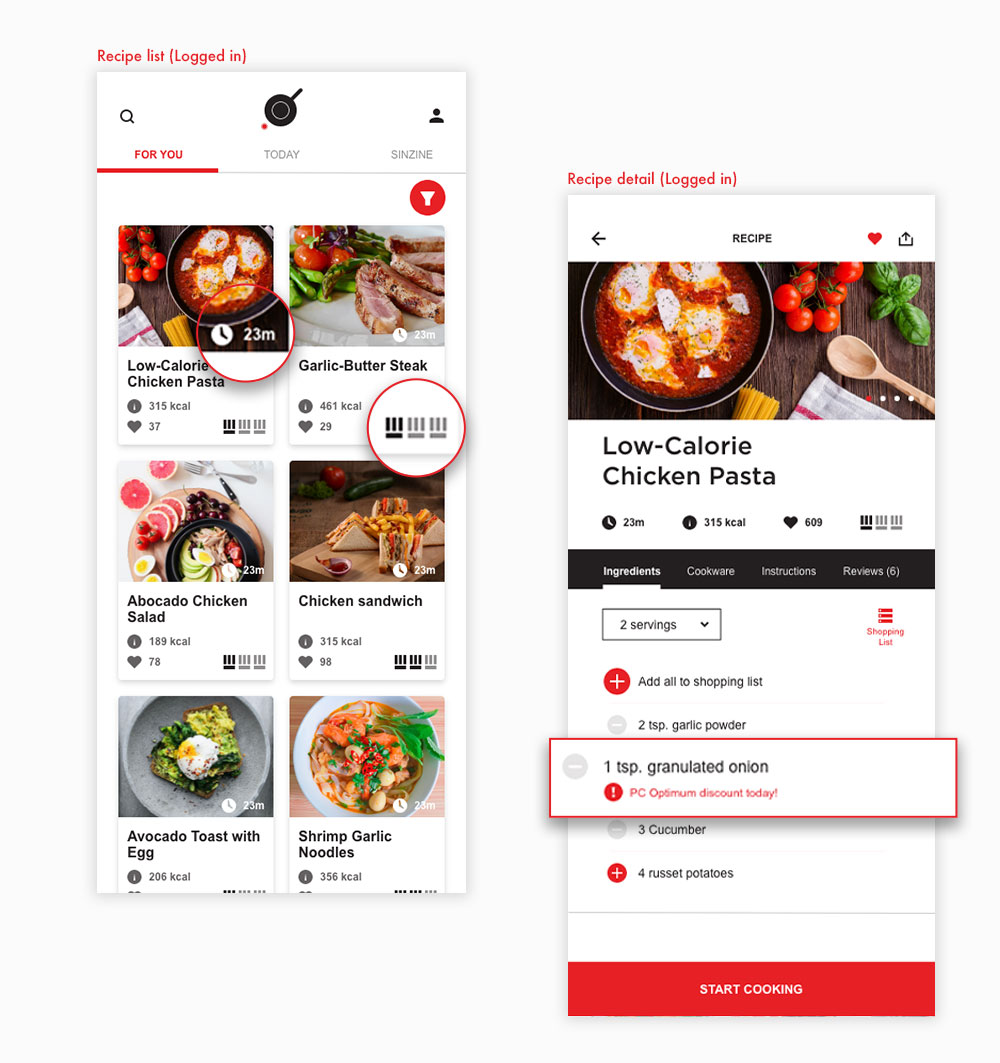 Recipe list (Logged in)
FOR YOU
TODAY
SINZINE
23m
23m
Low-Calorie
Chicken Pasta
Garlic-Butter Steak
315 kcal
461 kcal
37
29
23m
23m
Abocado Chicken
Salad
Chicken sandwich
189 kcal
315 kcal
78
98
23m
23m
Avocado Toast with
Egg
Shrimp Garlic
Noodles
206 kcal
356 kcal
Recipe detail (Logged in)
RECIPE
Low-Calorie
Chicken Pasta
23m
315 kcal
609
Ingredients
Cookware
Instructions
Reviews (6)
2 servings
Shopping
List
Add all to shopping list
2 tsp. garlic powder
1 tsp. granulated onion
PC Optimum discount today!
3 Cucumber
4 russet potatoes
START COOKING